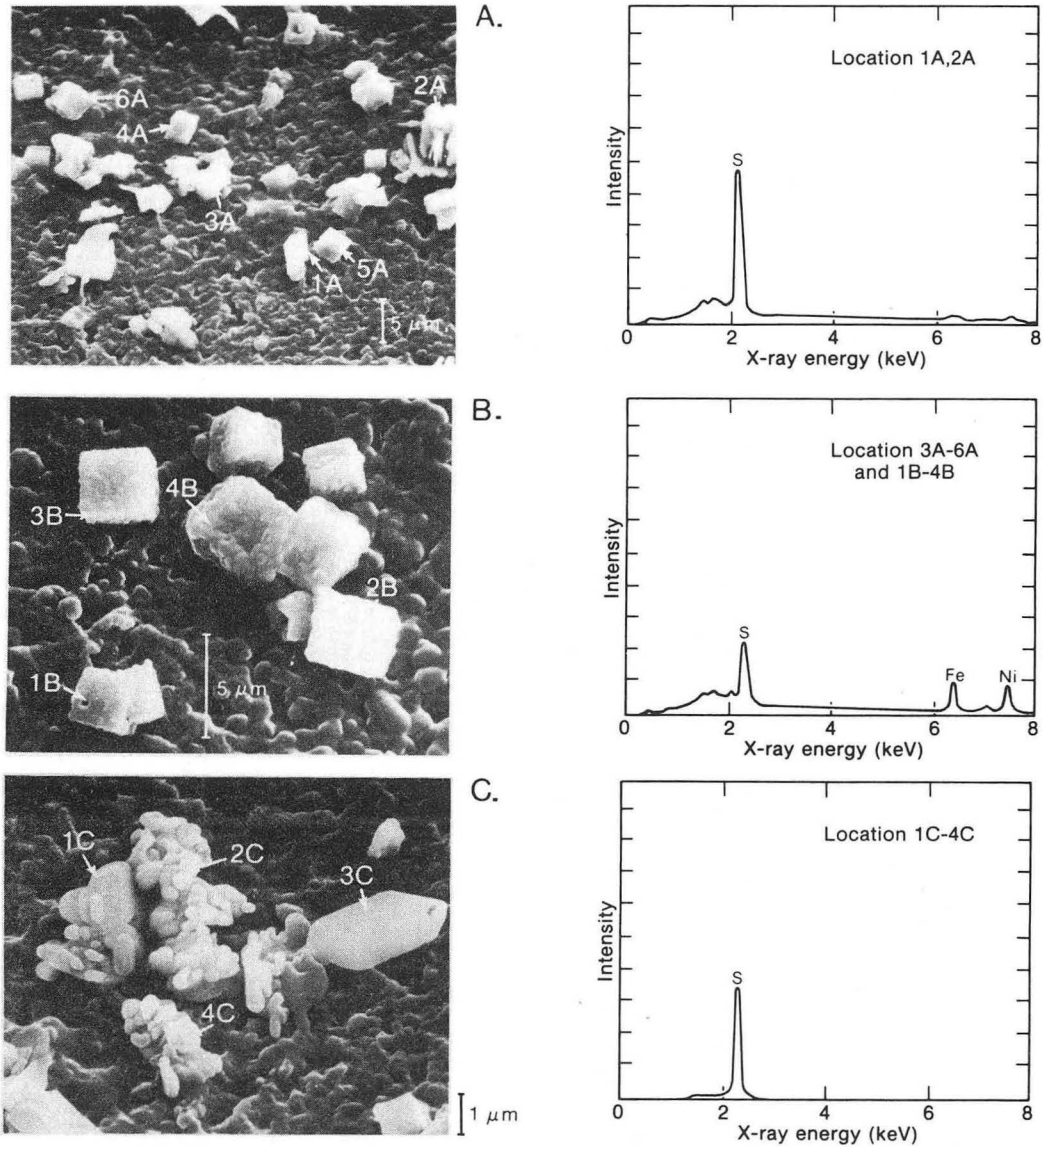 A.
6A
4A
3A
2A
1A
5A
5 μm
Location 1A,2A
S
Intensity
0 2 4 6 8
X-ray energy (keV)
B.
3B
4B
2B
1B
5 μm
Location 3A-6A
and 1B-4B
S
Fe
Ni
Intensity
0 2 4 6 8
X-ray energy (keV)
C.
1C
2C
3C
4C
1 μm
Location 1C-4C
S
Intensity
0 2 4 6 8
X-ray energy (keV)